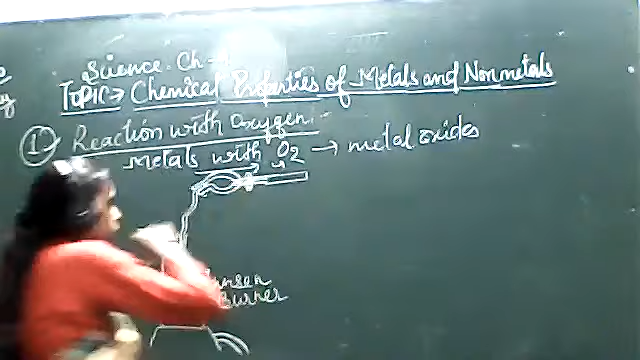 Science Ch-
Topic → Chemical Properties of Metals and Nonmetals
① Reaction with Oxygen :-
Metals with O2 → metal oxides
Bunsen
Burner